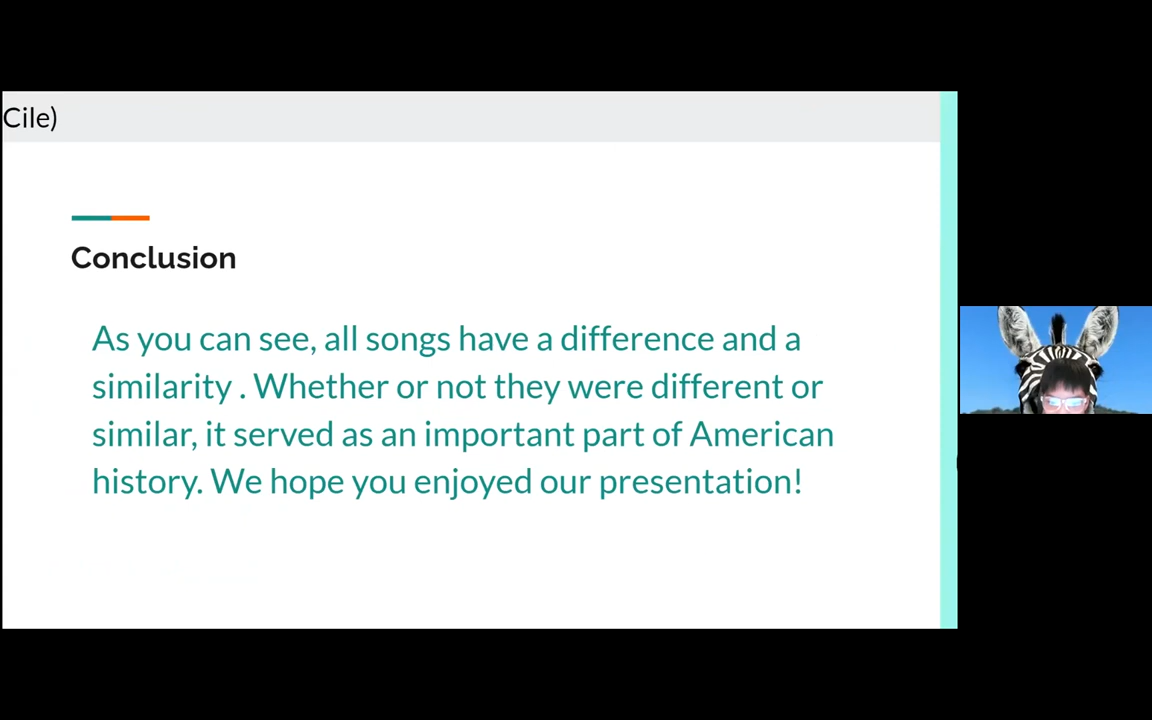 Cile)
Conclusion
As you can see, all songs have a difference and a
similarity . Whether or not they were different or
similar, it served as an important part of American
history. We hope you enjoyed our presentation!